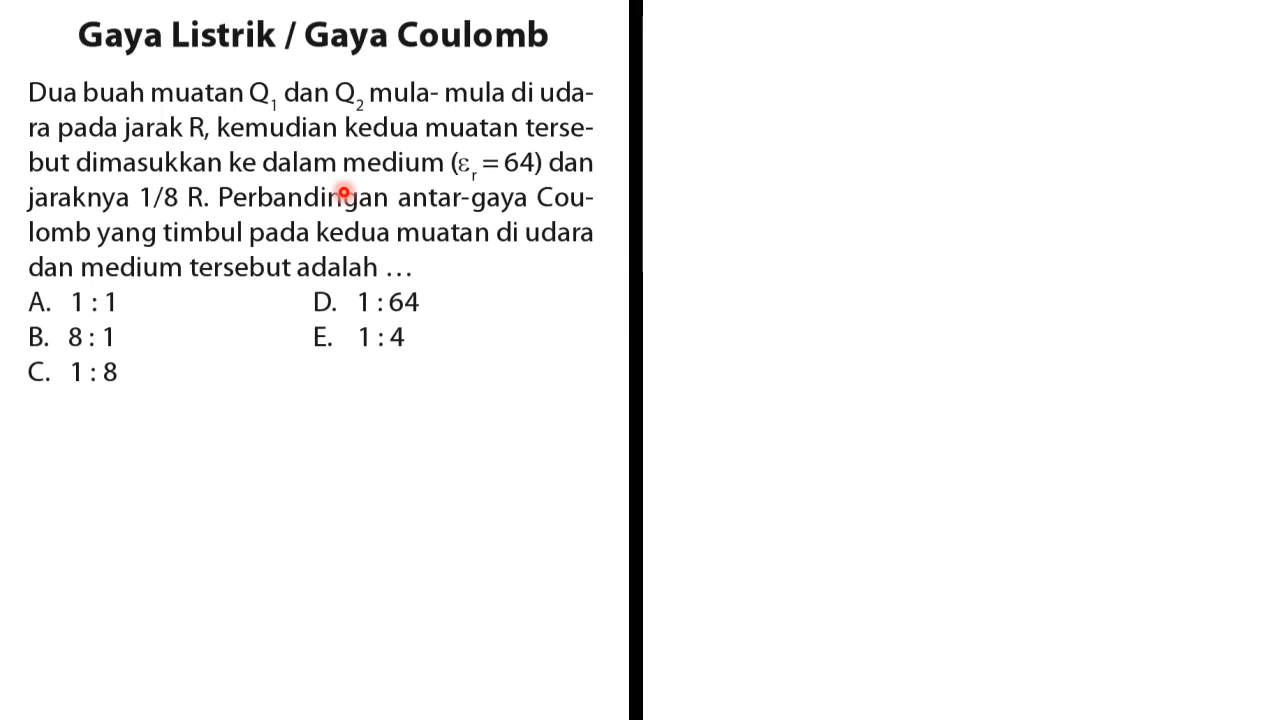 Gaya Listrik / Gaya Coulomb
Dua buah muatan Q₁ dan Q₂ mula- mula di uda-
ra pada jarak R, kemudian kedua muatan terse-
but dimasukkan ke dalam medium (εᵣ = 64) dan
jaraknya 1/8 R. Perbandingan antar-gaya Cou-
lomb yang timbul pada kedua muatan di udara
dan medium tersebut adalah ...
A. 1 : 1 D. 1 : 64
B. 8 : 1 E. 1 : 4
C. 1 : 8